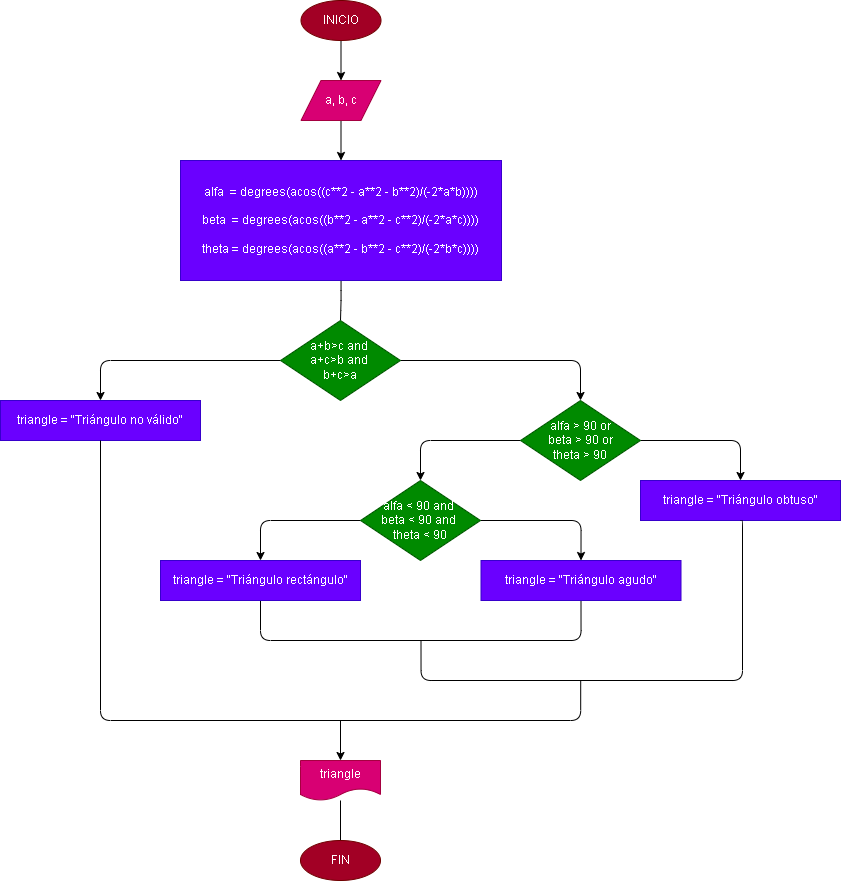 INICIO
a, b, c
alfa = degrees(acos((c**2 - a**2 - b**2)/(-2*a*b))))
beta = degrees(acos((b**2 - a**2 - c**2)/(-2*a*c))))
theta = degrees(acos((a**2 - b**2 - c**2)/(-2*b*c))))
a+b>c and
a+c>b and
b+c>a
triangle = "Triángulo no válido"
alfa > 90 or
beta > 90 or
theta > 90
alfa < 90 and
beta < 90 and
theta < 90
triangle = "Triángulo obtuso"
triangle = "Triángulo rectángulo"
triangle = "Triángulo agudo"
triangle
FIN